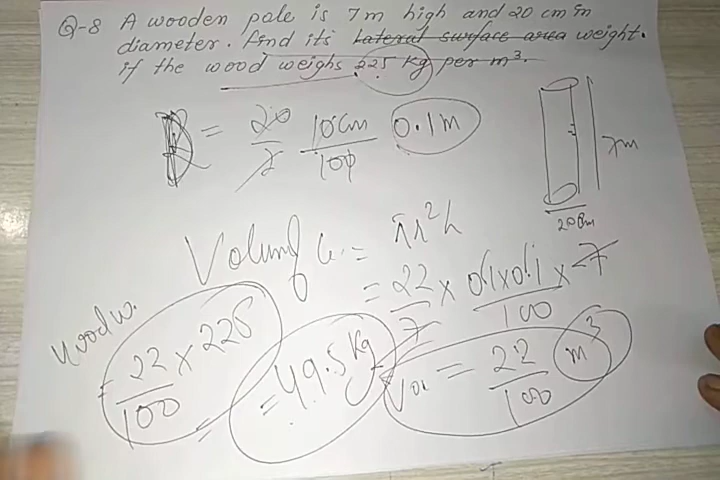 Q-8 A wooden pole is 7m high and 20 cm in
diameter. Find its lateral surface area weight.
if the wood weighs 225 kg per m³.
= 20/2 10cm/100 0.1m
7m
20cm
Volume = πr²h
= 22/7 × 0.1×0.1/100 × 7
wood w.
= 22/100 × 225
= 49.5 kg
Vol = 22/100 m³